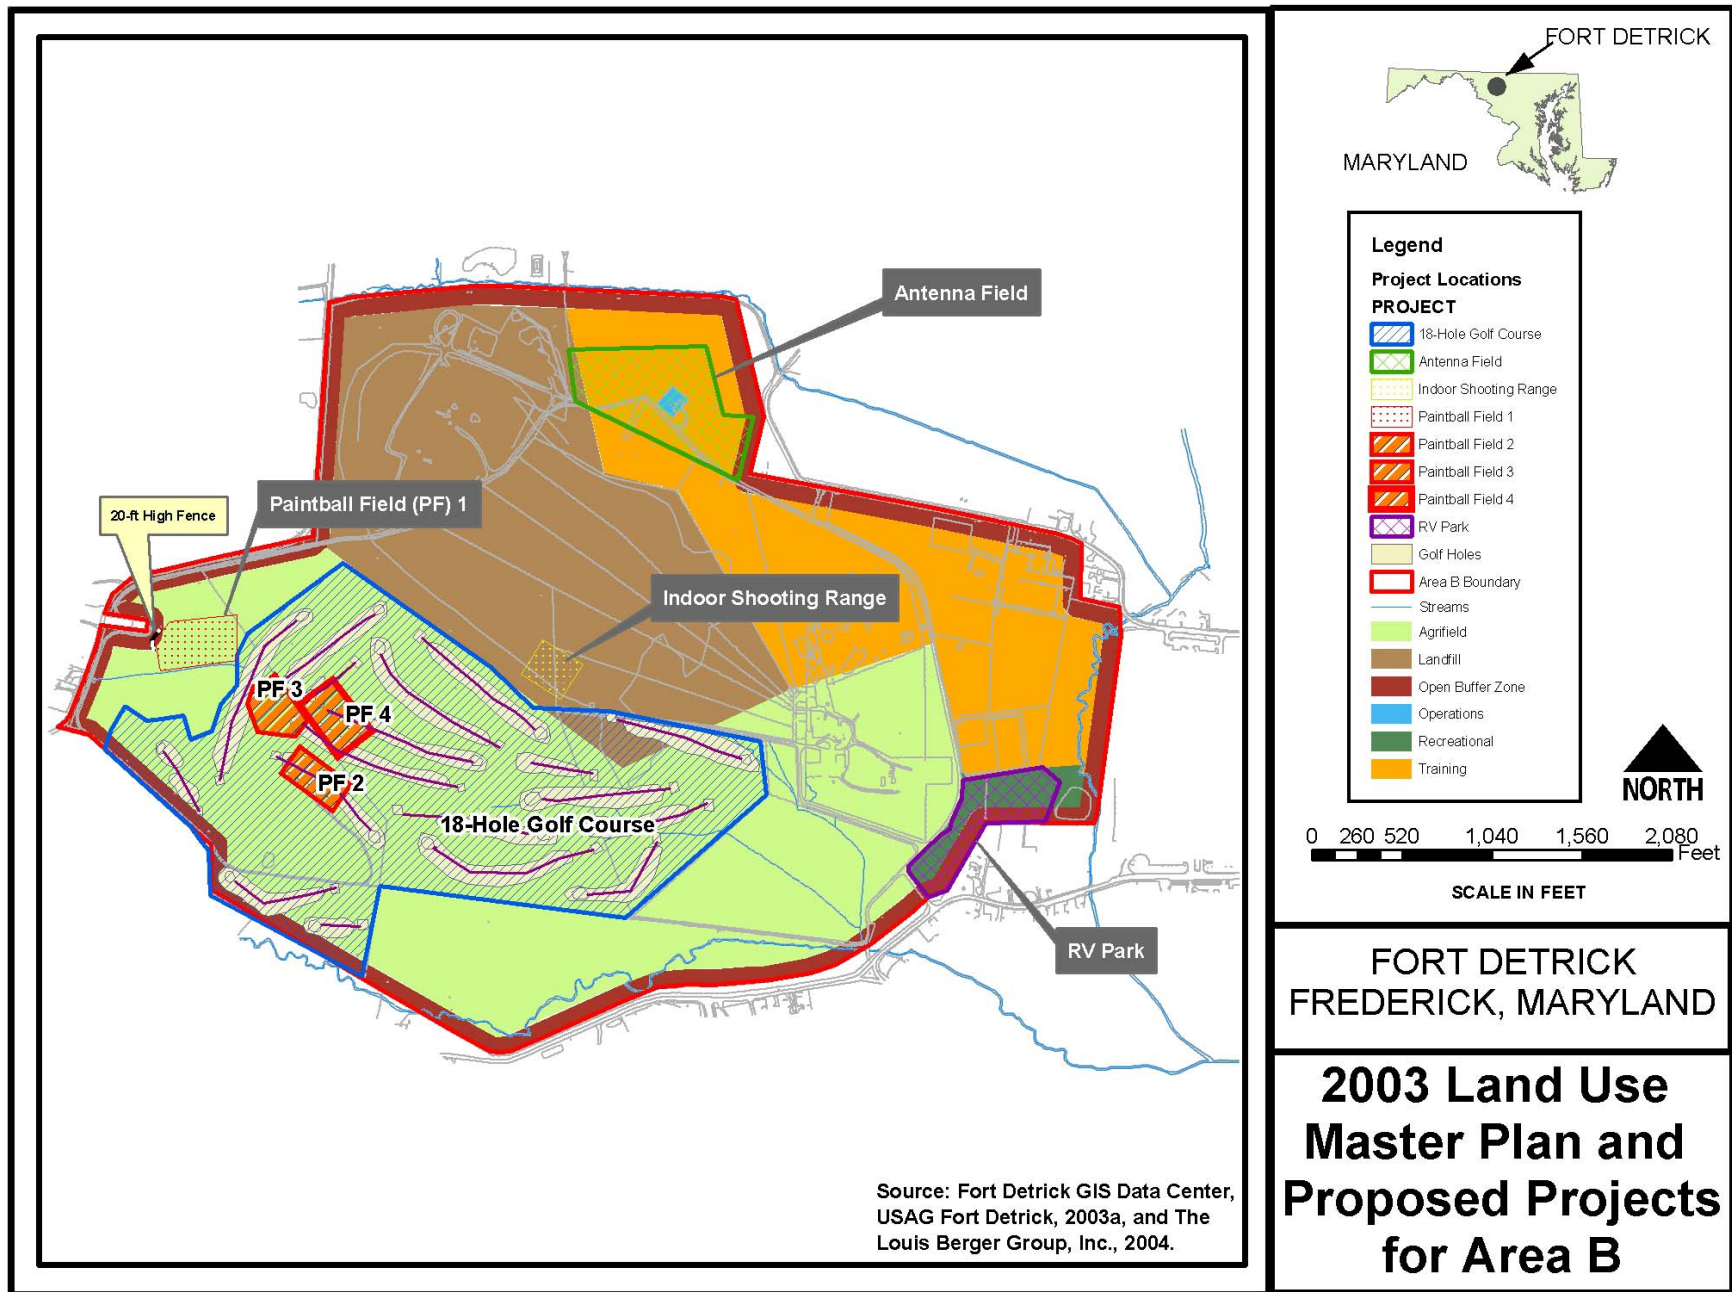 Antenna Field
20-ft High Fence
Paintball Field (PF) 1
Indoor Shooting Range
PF 3
PF 4
PF 2
18-Hole Golf Course
RV Park
Source: Fort Detrick GIS Data Center,
USAG Fort Detrick, 2003a, and The
Louis Berger Group, Inc., 2004.
FORT DETRICK
MARYLAND
Legend
Project Locations
PROJECT
18-Hole Golf Course
Antenna Field
Indoor Shooting Range
Paintball Field 1
Paintball Field 2
Paintball Field 3
Paintball Field 4
RV Park
Golf Holes
Area B Boundary
Streams
Agrifield
Landfill
Open Buffer Zone
Operations
Recreational
Training
NORTH
0 260 520 1,040 1,560 2,080
Feet
SCALE IN FEET
FORT DETRICK
FREDERICK, MARYLAND
2003 Land Use
Master Plan and
Proposed Projects
for Area B